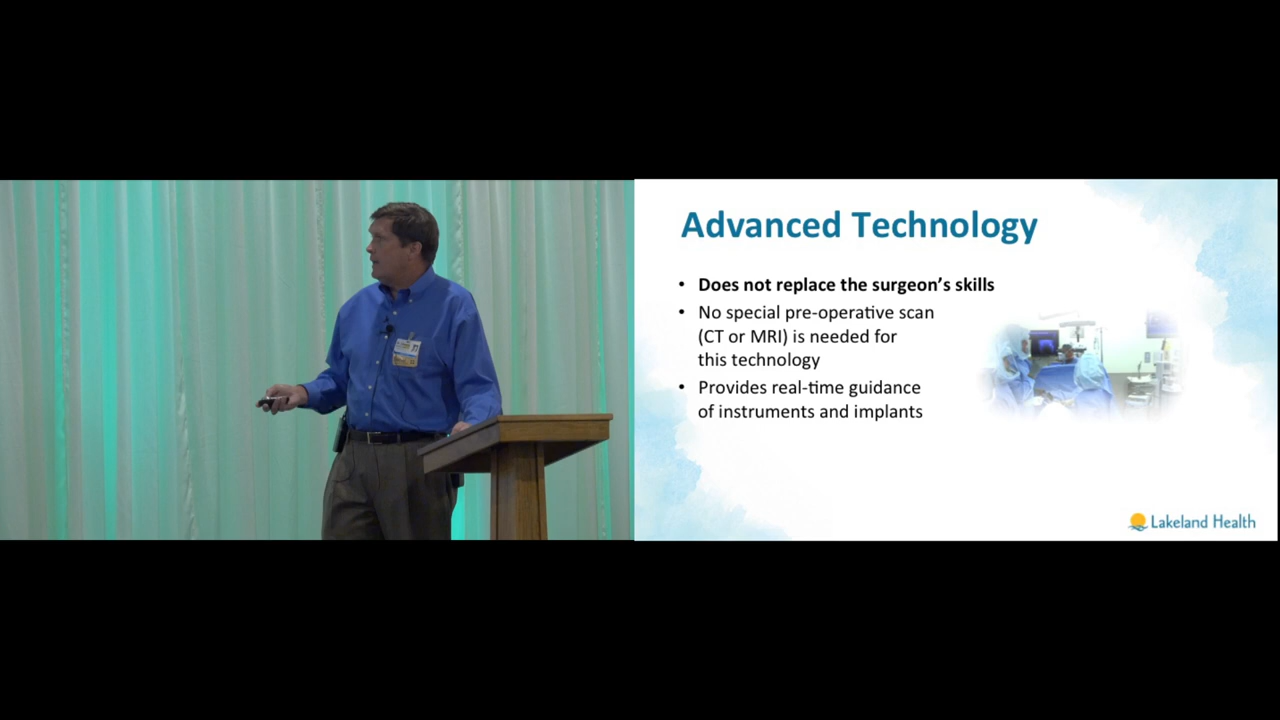 Advanced Technology
• Does not replace the surgeon’s skills
• No special pre-operative scan
(CT or MRI) is needed for
this technology
• Provides real-time guidance
of instruments and implants
Lakeland Health